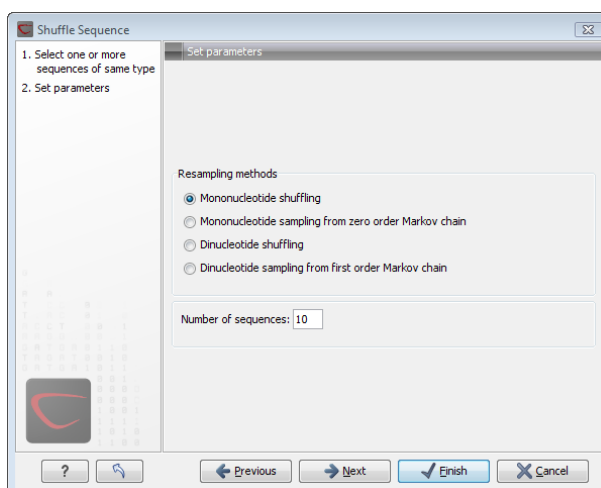 Shuffle Sequence
1. Select one or more
sequences of same type
2. Set parameters
Set parameters
Resampling methods
Mononucleotide shuffling
Mononucleotide sampling from zero order Markov chain
Dinucleotide shuffling
Dinucleotide sampling from first order Markov chain
Number of sequences: 10
? Previous Next Finish Cancel